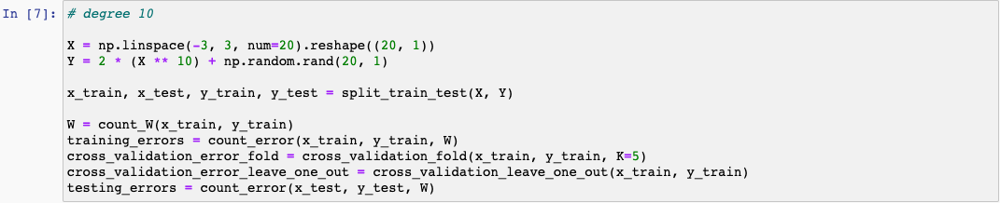 In [7]: # degree 10
X = np.linspace(-3, 3, num=20).reshape((20, 1))
Y = 2 * (X ** 10) + np.random.rand(20, 1)
x_train, x_test, y_train, y_test = split_train_test(X, Y)
W = count_W(x_train, y_train)
training_errors = count_error(x_train, y_train, W)
cross_validation_error_fold = cross_validation_fold(x_train, y_train, K=5)
cross_validation_error_leave_one_out = cross_validation_leave_one_out(x_train, y_train)
testing_errors = count_error(x_test, y_test, W)